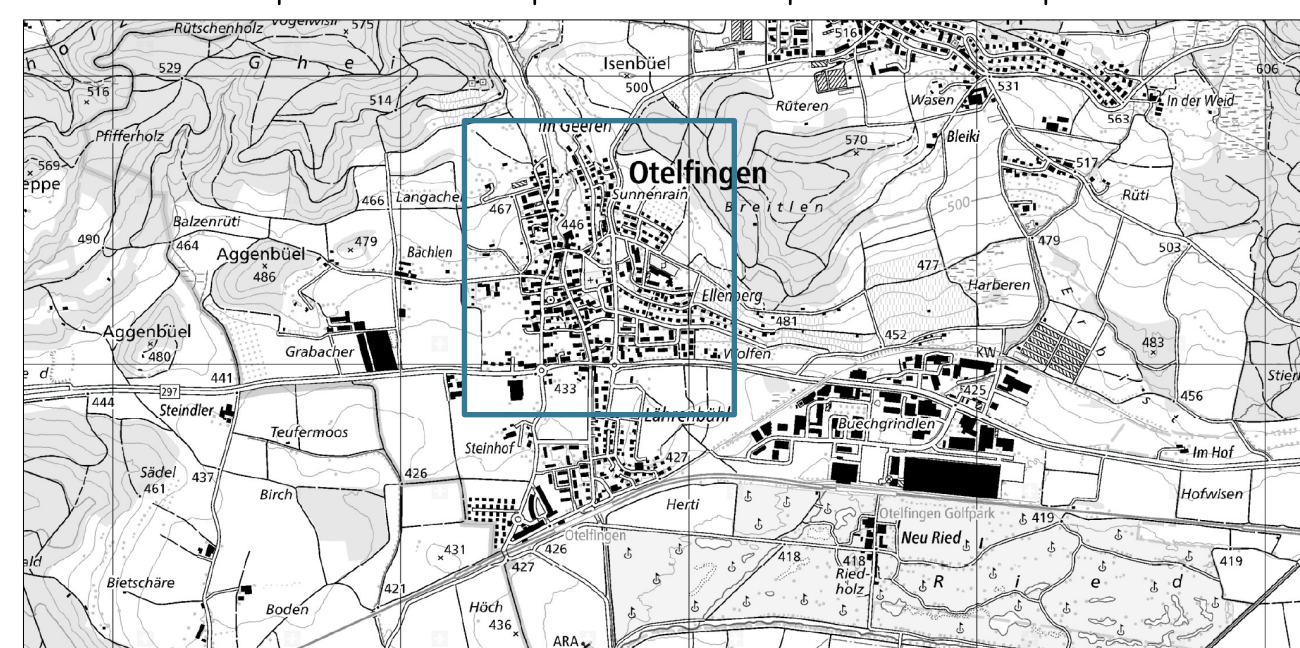 Rütschenholz
Vogelwisli
575
516
h o l
529
G h e i
Isenbüel
500
606
514
516
Rüteren
Wasen
531
In der Weid
563
Pfifferholz
Im Geeren
570
Bleiki
569
eppe
Otelfingen
517
Langacher
Sunnenrain
Rüti
466
467
Breitlen
500
Balzenrüti
446
490
464
479
479
503
Aggenbüel
Bächlen
486
477
Harberen
Ellenberg
E r b i s t
481
Aggenbüel
452
483
480
Grabacher
Wolfen
KW
e d
441
Stier
297
433
425
444
456
Steindler
Lährenbühl
Buechgrindlen
Teufermoos
Steinhof
Im Hof
427
Sädel
461
437
426
Birch
Hofwisen
Herti
Otelfingen Golfpark
419
Otelfingen
Neu Ried
431
426
418
418
419
ald
427
Ried-
holz
R i e d
Bietschäre
421
Boden
Höch
436
ARA